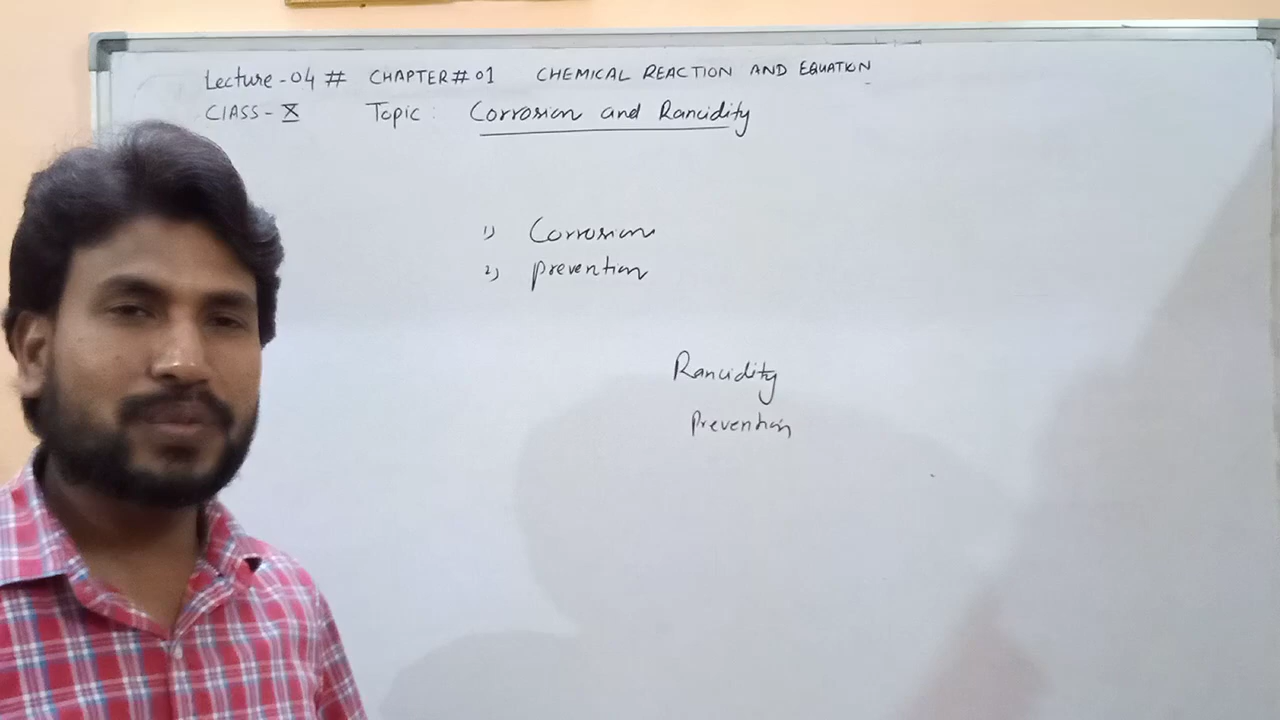 Lecture-04 # CHAPTER # 01 CHEMICAL REACTION AND EQUATION
CLASS - X Topic : Corrosion and Rancidity
1) Corrosion
2) prevention
Rancidity
Prevention